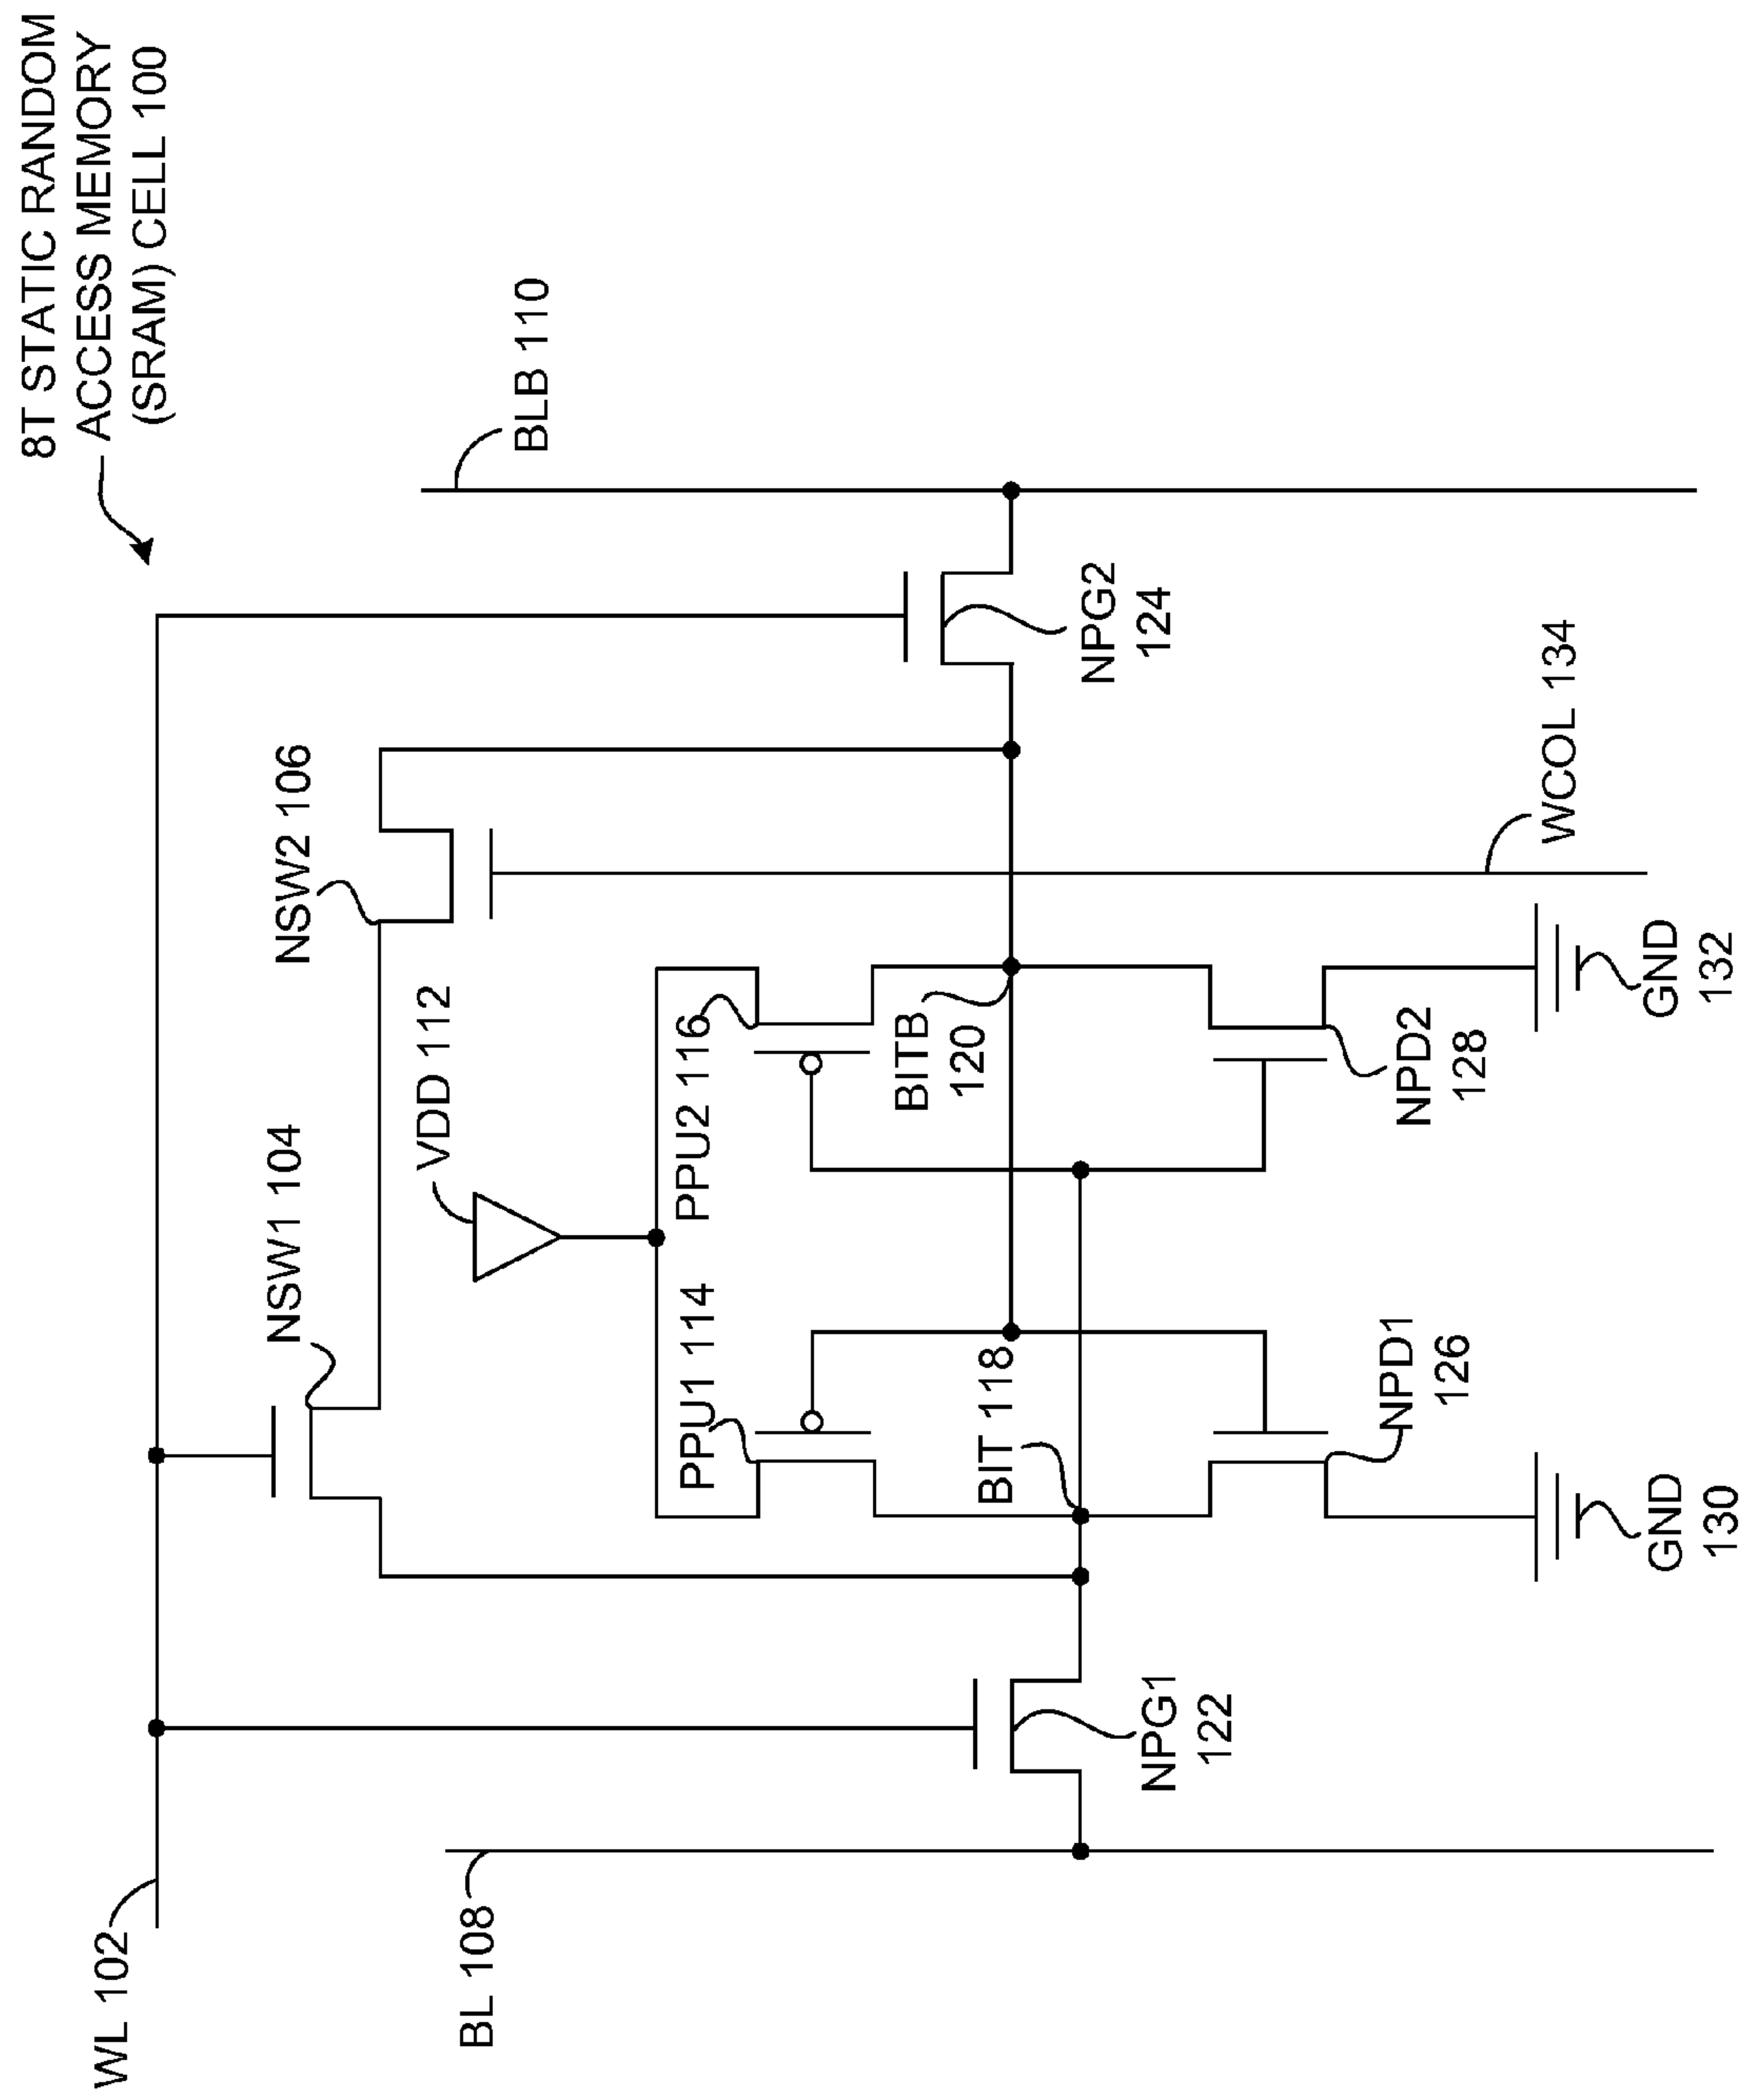 8T STATIC RANDOM
ACCESS MEMORY
(SRAM) CELL 100
WL 102
NSW1 104
NSW2 106
VDD 112
BL 108
BLB 110
PPU1 114
PPU2 116
BIT 118
BITB
120
NPG1
122
NPG2
124
NPD1
126
NPD2
128
WCOL 134
GND
130
GND
132